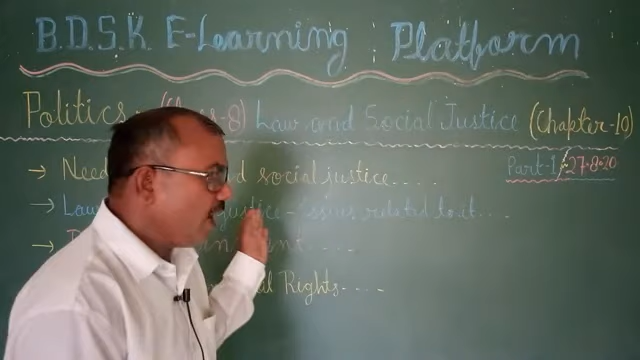 B.D.S.K E-Learning Platform
Politics. (Class-8) Law and Social Justice (Chapter-10)
Part-1 27.8.20
→ Need social justice.....
→ Law Justice - Issues related to it....
→
Rights....